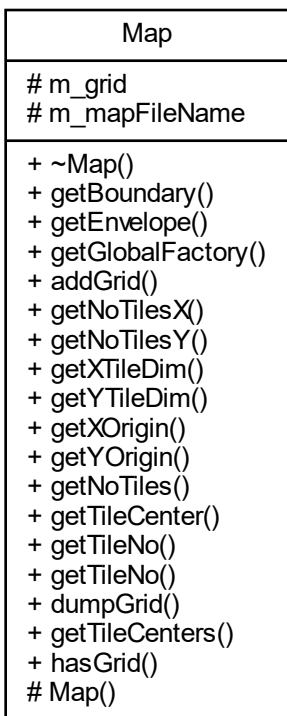 Map
# m_grid
# m_mapFileName
+ ~Map()
+ getBoundary()
+ getEnvelope()
+ getGlobalFactory()
+ addGrid()
+ getNoTilesX()
+ getNoTilesY()
+ getXTileDim()
+ getYTileDim()
+ getXOrigin()
+ getYOrigin()
+ getNoTiles()
+ getTileCenter()
+ getTileNo()
+ getTileNo()
+ dumpGrid()
+ getTileCenters()
+ hasGrid()
# Map()